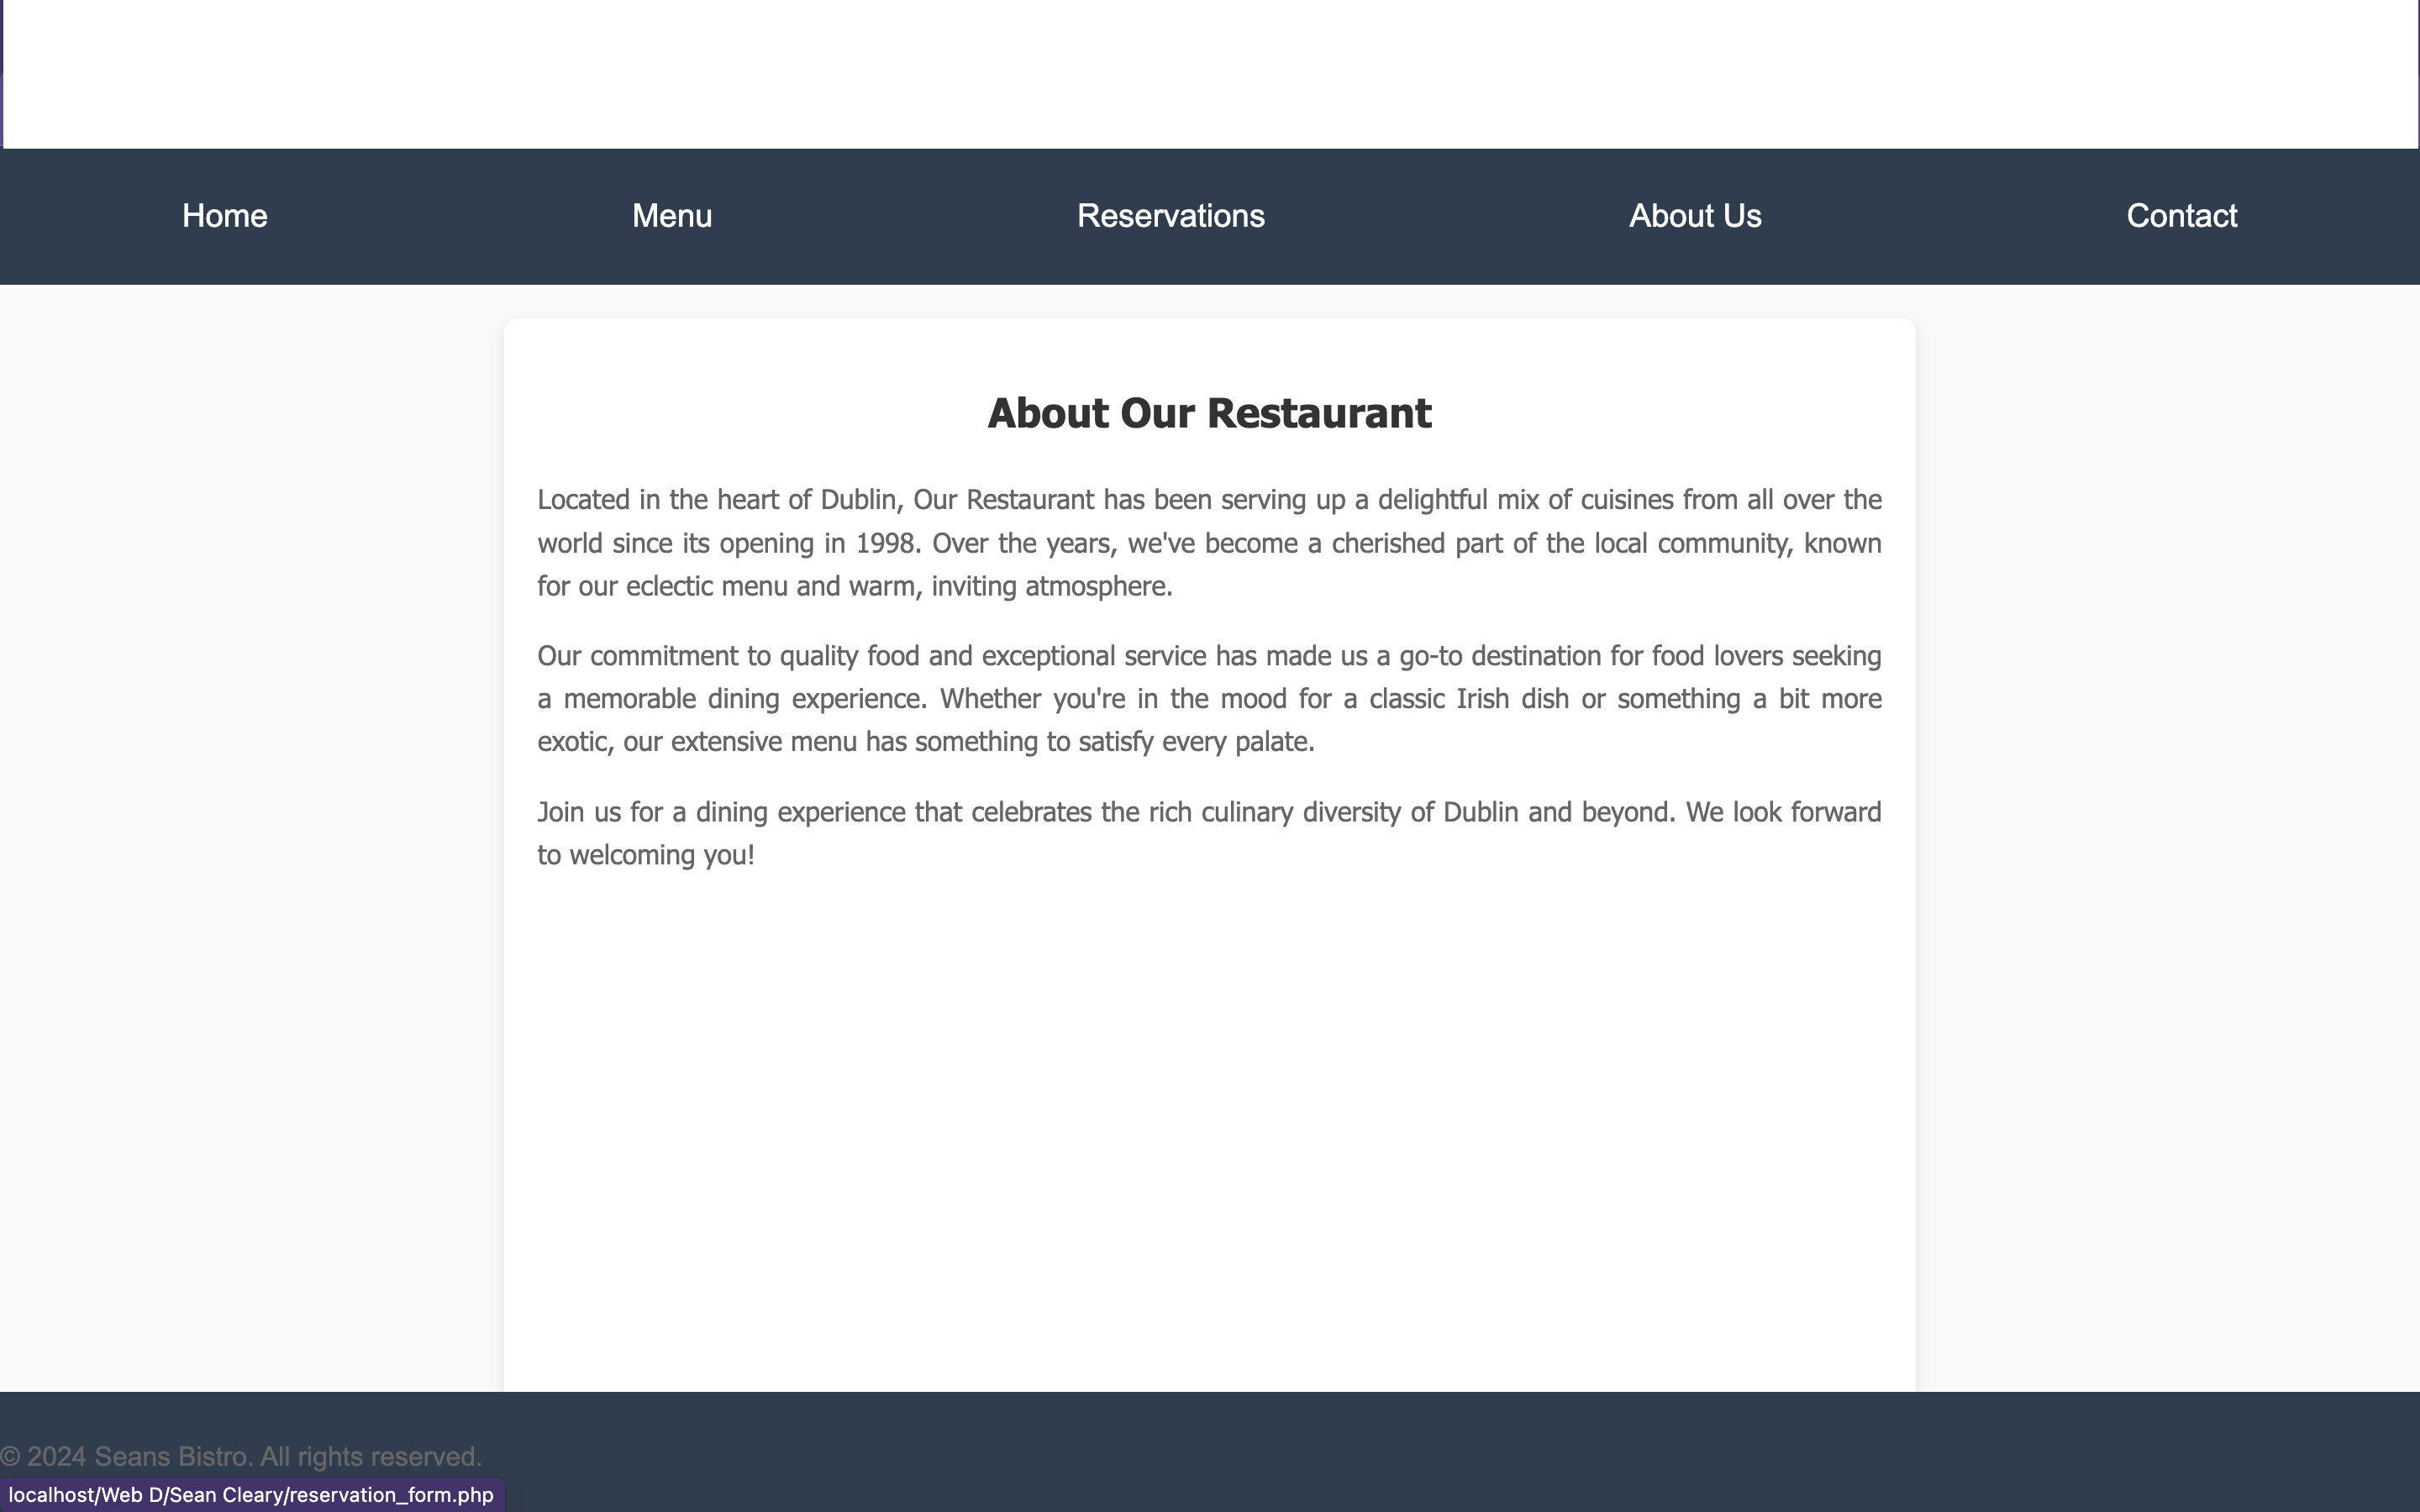 Home Menu Reservations About Us Contact
About Our Restaurant
Located in the heart of Dublin, Our Restaurant has been serving up a delightful mix of cuisines from all over the
world since its opening in 1998. Over the years, we've become a cherished part of the local community, known
for our eclectic menu and warm, inviting atmosphere.
Our commitment to quality food and exceptional service has made us a go-to destination for food lovers seeking
a memorable dining experience. Whether you're in the mood for a classic Irish dish or something a bit more
exotic, our extensive menu has something to satisfy every palate.
Join us for a dining experience that celebrates the rich culinary diversity of Dublin and beyond. We look forward
to welcoming you!
© 2024 Seans Bistro. All rights reserved.
localhost/Web D/Sean Cleary/reservation_form.php